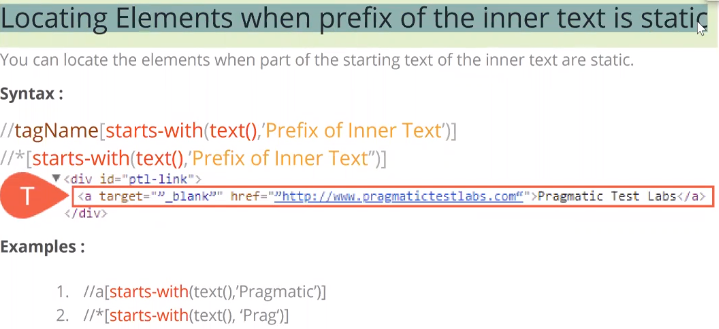 Locating Elements when prefix of the inner text is static
You can locate the elements when part of the starting text of the inner text are static.
Syntax :
//tagName[starts-with(text(),’Prefix of Inner Text’)]
//*[starts-with(text(),’Prefix of Inner Text”)]
▼<div id="ptl-link">
T
<a target="”_blank”" href="”http://www.pragmatictestlabs.com“">Pragmatic Test Labs</a>
</div>
Examples :
1. //a[starts-with(text(),’Pragmatic’)]
2. //*[starts-with(text(), ‘Prag’)]